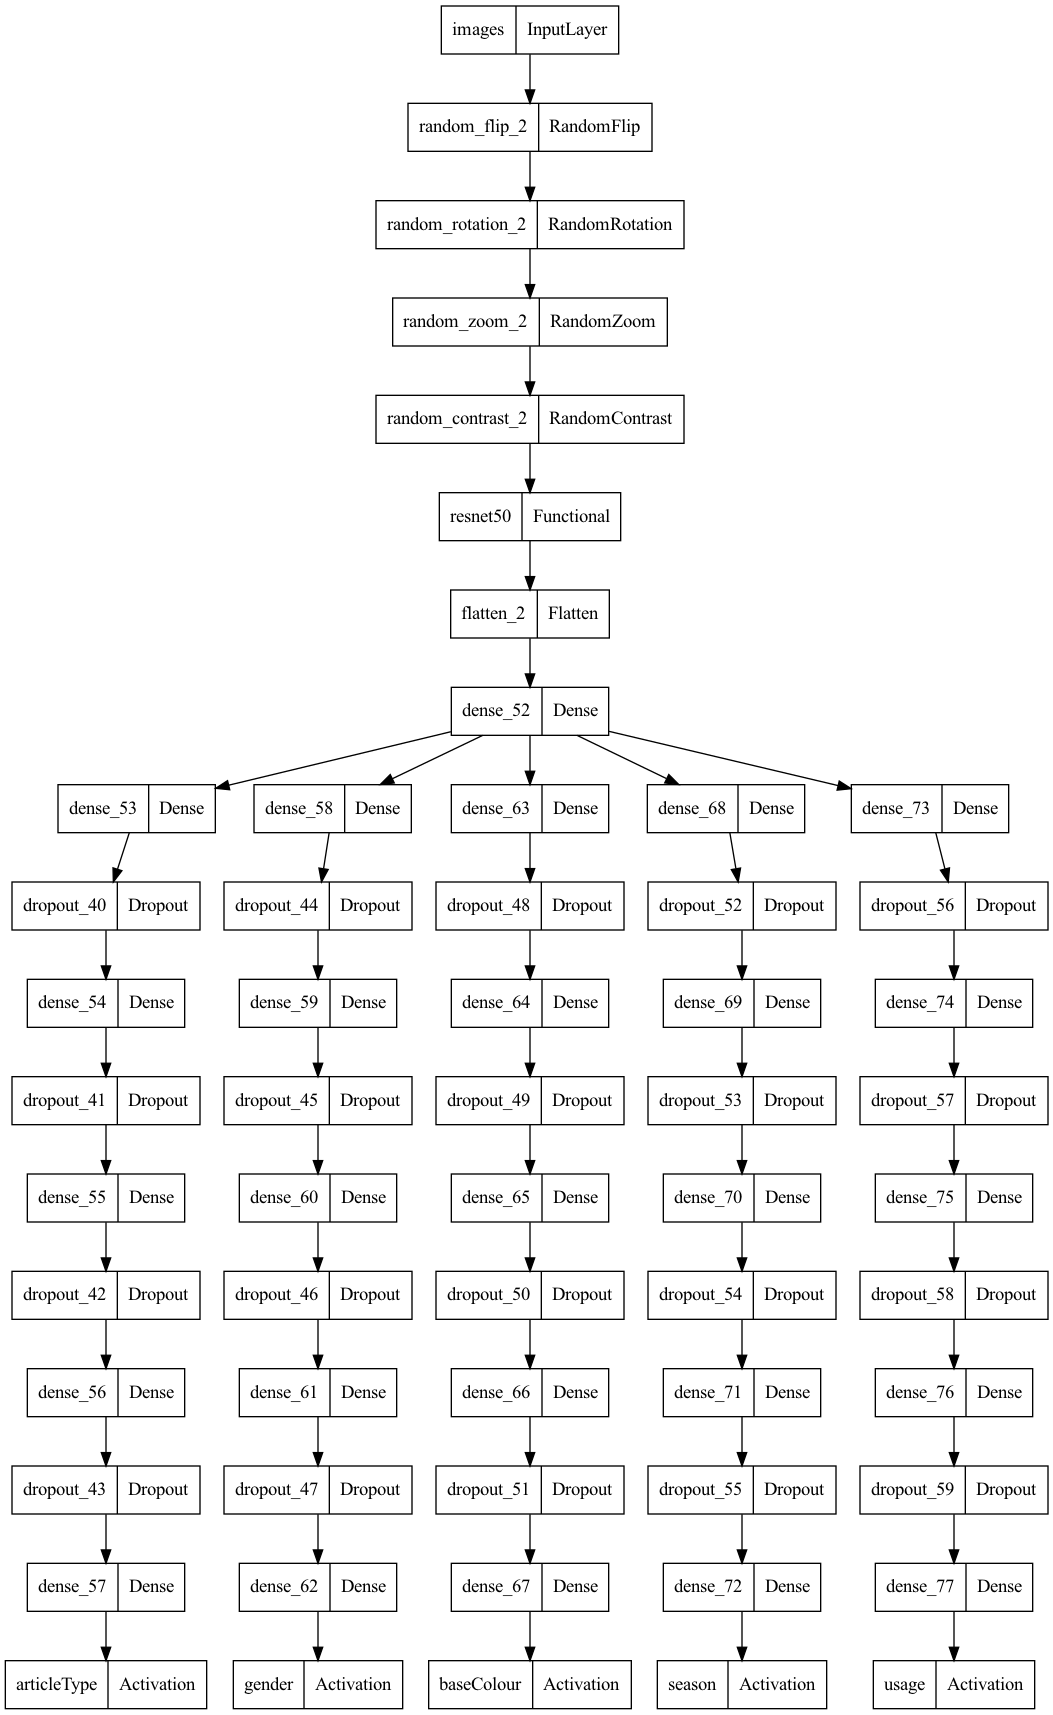 images InputLayer
random_flip_2 RandomFlip
random_rotation_2 RandomRotation
random_zoom_2 RandomZoom
random_contrast_2 RandomContrast
resnet50 Functional
flatten_2 Flatten
dense_52 Dense
dense_53 Dense dense_58 Dense dense_63 Dense dense_68 Dense dense_73 Dense
dropout_40 Dropout dropout_44 Dropout dropout_48 Dropout dropout_52 Dropout dropout_56 Dropout
dense_54 Dense dense_59 Dense dense_64 Dense dense_69 Dense dense_74 Dense
dropout_41 Dropout dropout_45 Dropout dropout_49 Dropout dropout_53 Dropout dropout_57 Dropout
dense_55 Dense dense_60 Dense dense_65 Dense dense_70 Dense dense_75 Dense
dropout_42 Dropout dropout_46 Dropout dropout_50 Dropout dropout_54 Dropout dropout_58 Dropout
dense_56 Dense dense_61 Dense dense_66 Dense dense_71 Dense dense_76 Dense
dropout_43 Dropout dropout_47 Dropout dropout_51 Dropout dropout_55 Dropout dropout_59 Dropout
dense_57 Dense dense_62 Dense dense_67 Dense dense_72 Dense dense_77 Dense
articleType Activation gender Activation baseColour Activation season Activation usage Activation